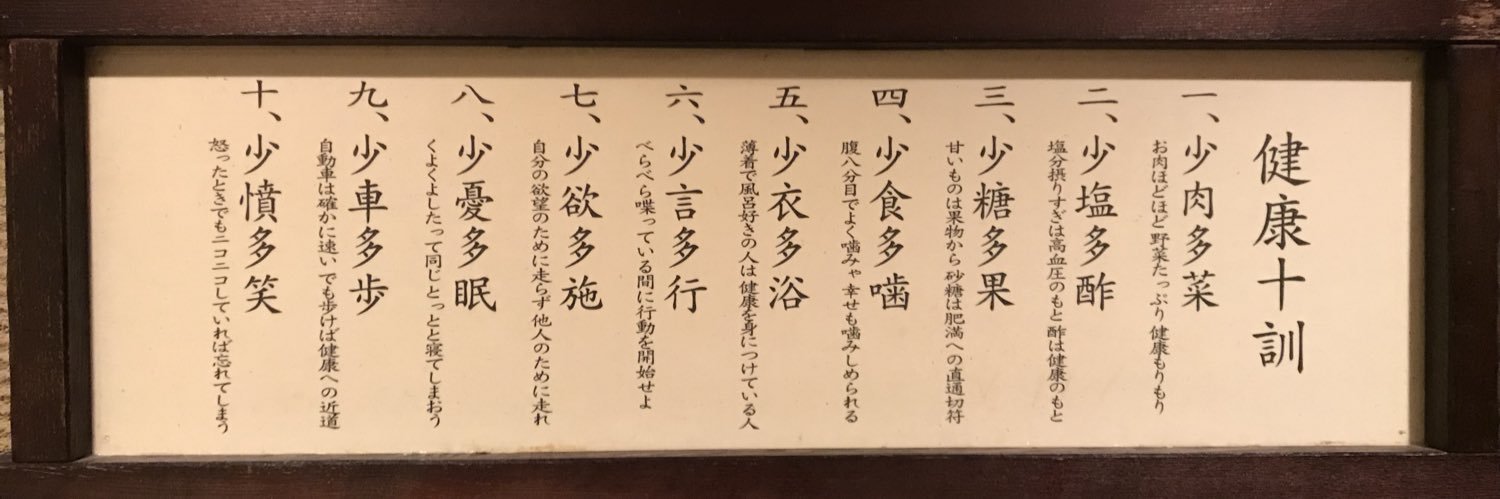 健康十訓
一、少肉多菜
お肉ほどほど 野菜たっぷり 健康もりもり
二、少塩多酢
塩分摂りすぎは高血圧のもと 酢は健康のもと
三、少糖多果
甘いものは果物から 砂糖は肥満への直通切符
四、少食多噛
腹八分目でよく噛みゃ 幸せも噛みしめられる
五、少衣多浴
薄着で風呂好きの人は 健康を身につけている人
六、少言多行
べらべら喋っている間に行動を開始せよ
七、少欲多施
自分の欲望のために走らず 他人のために走れ
八、少憂多眠
くよくよしたって同じ とっとと寝てしまおう
九、少車多歩
自動車は確かに速い でも歩けば健康への近道
十、少憤多笑
怒ったときでもニコニコしていれば忘れてしまう